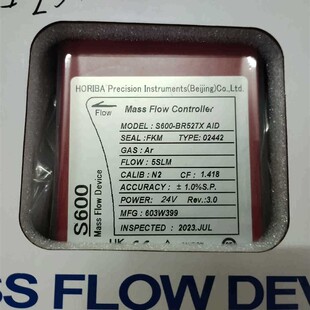 HORIBA Precision Instruments(Beijing)Co.,Ltd.
Flow
Mass Flow Controller
MODEL : S600-BR527X AID
SEAL : FKM TYPE: 02442
GAS : Ar
FLOW : 5SLM
CALIB : N2 CF : 1.418
ACCURACY : ± 1.0%S.P.
POWER: 24V Rev.:3.0
MFG : 603W399
INSPECTED : 2023.JUL
S600
Mass Flow Device
SS FLOW DEV